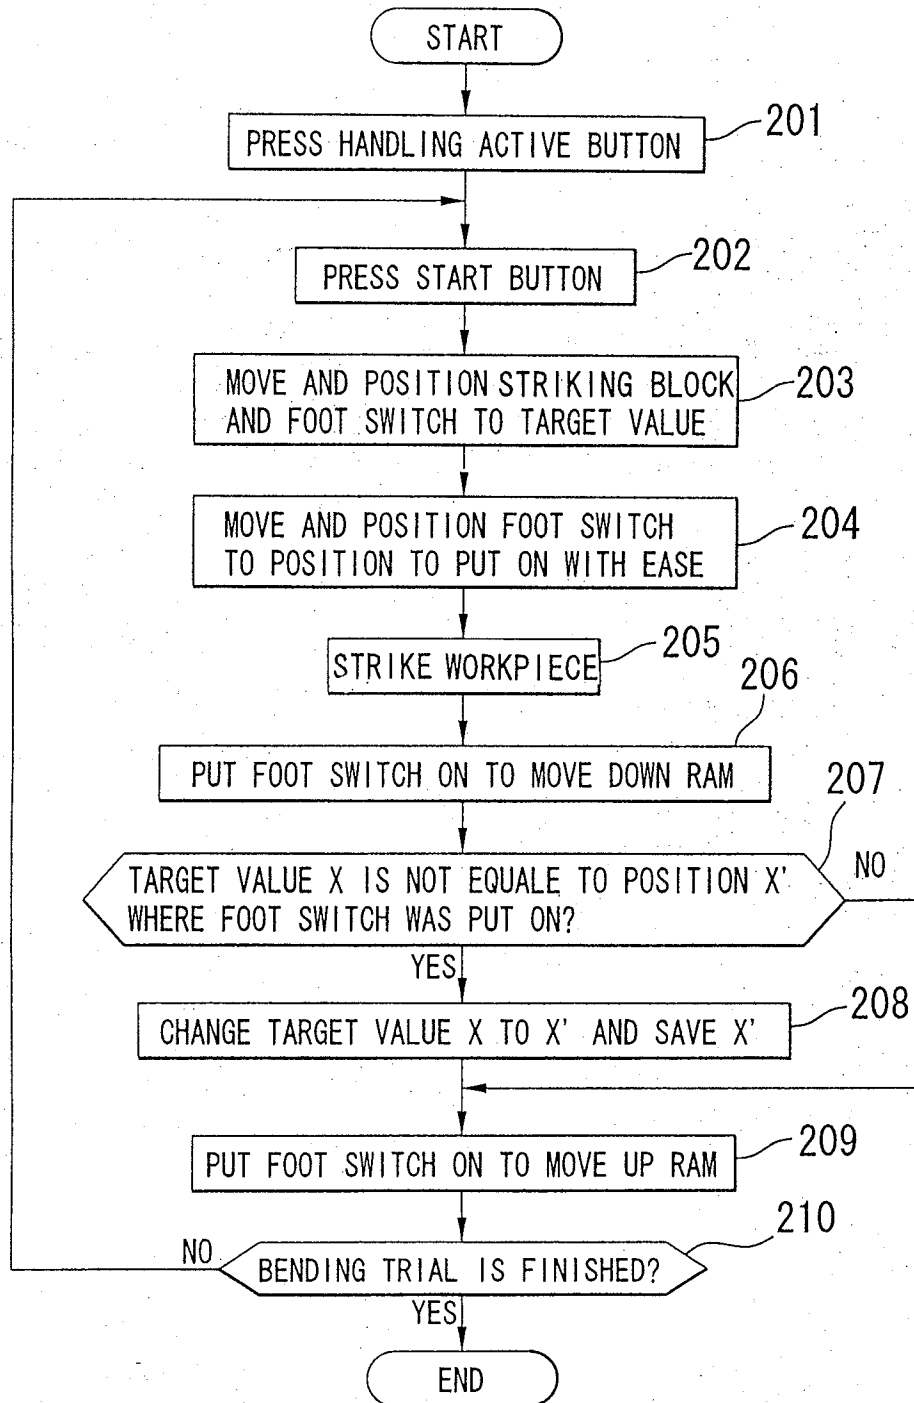 START
PRESS HANDLING ACTIVE BUTTON
201
PRESS START BUTTON
202
MOVE AND POSITION STRIKING BLOCK
AND FOOT SWITCH TO TARGET VALUE
203
MOVE AND POSITION FOOT SWITCH
TO POSITION TO PUT ON WITH EASE
204
STRIKE WORKPIECE
205
206
PUT FOOT SWITCH ON TO MOVE DOWN RAM
207
TARGET VALUE X IS NOT EQUALE TO POSITION X'
WHERE FOOT SWITCH WAS PUT ON?
NO
YES
CHANGE TARGET VALUE X TO X' AND SAVE X'
208
PUT FOOT SWITCH ON TO MOVE UP RAM
209
210
NO
BENDING TRIAL IS FINISHED?
YES
END